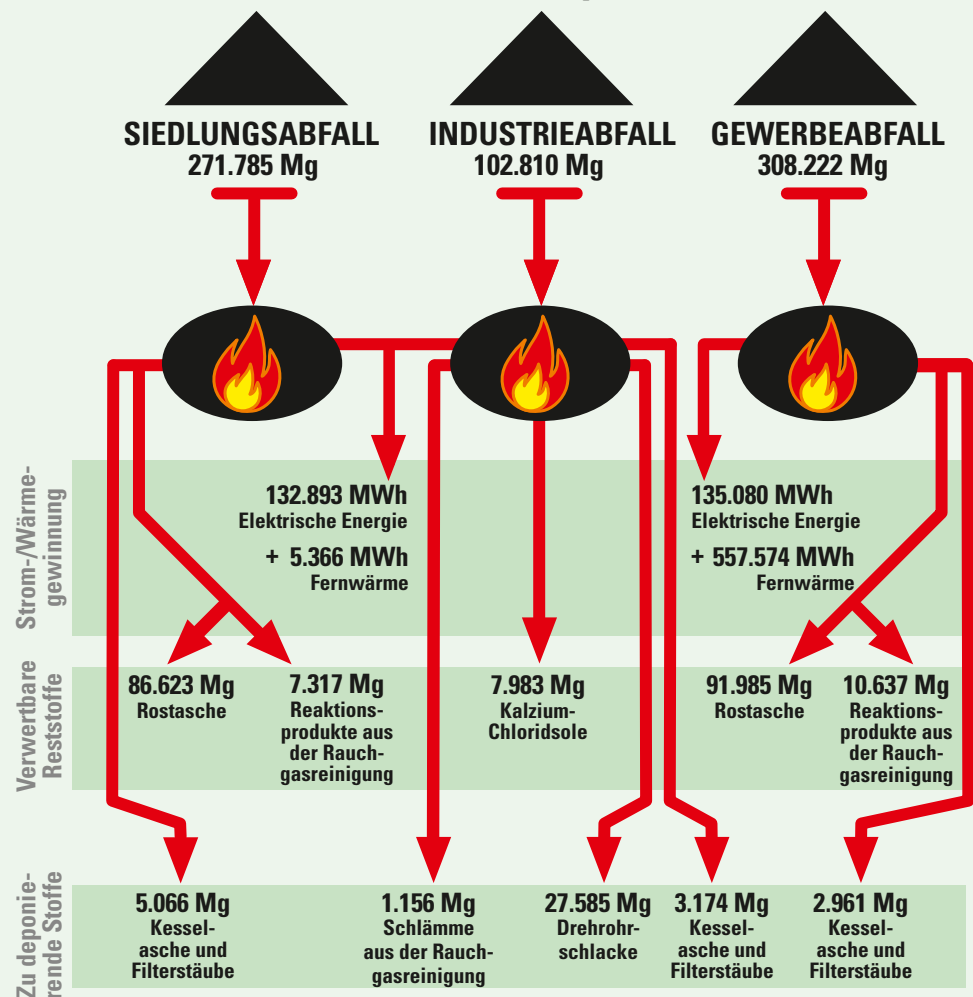 SIEDLUNGSABFALL
271.785 Mg
INDUSTRIEABFALL
102.810 Mg
GEWERBEABFALL
308.222 Mg
Strom-/Wärme-
gewinnung
132.893 MWh
Elektrische Energie
+ 5.366 MWh
Fernwärme
135.080 MWh
Elektrische Energie
+ 557.574 MWh
Fernwärme
Verwertbare
Reststoffe
86.623 Mg
Rostasche
7.317 Mg
Reaktions-
produkte aus
der Rauch-
gasreinigung
7.983 Mg
Kalzium-
Chloridsole
91.985 Mg
Rostasche
10.637 Mg
Reaktions-
produkte aus
der Rauch-
gasreinigung
Zu deponie-
rende Stoffe
5.066 Mg
Kessel-
asche und
Filterstäube
1.156 Mg
Schlämme
aus der Rauch-
gasreinigung
27.585 Mg
Drehrohr-
schlacke
3.174 Mg
Kessel-
asche und
Filterstäube
2.961 Mg
Kessel-
asche und
Filterstäube